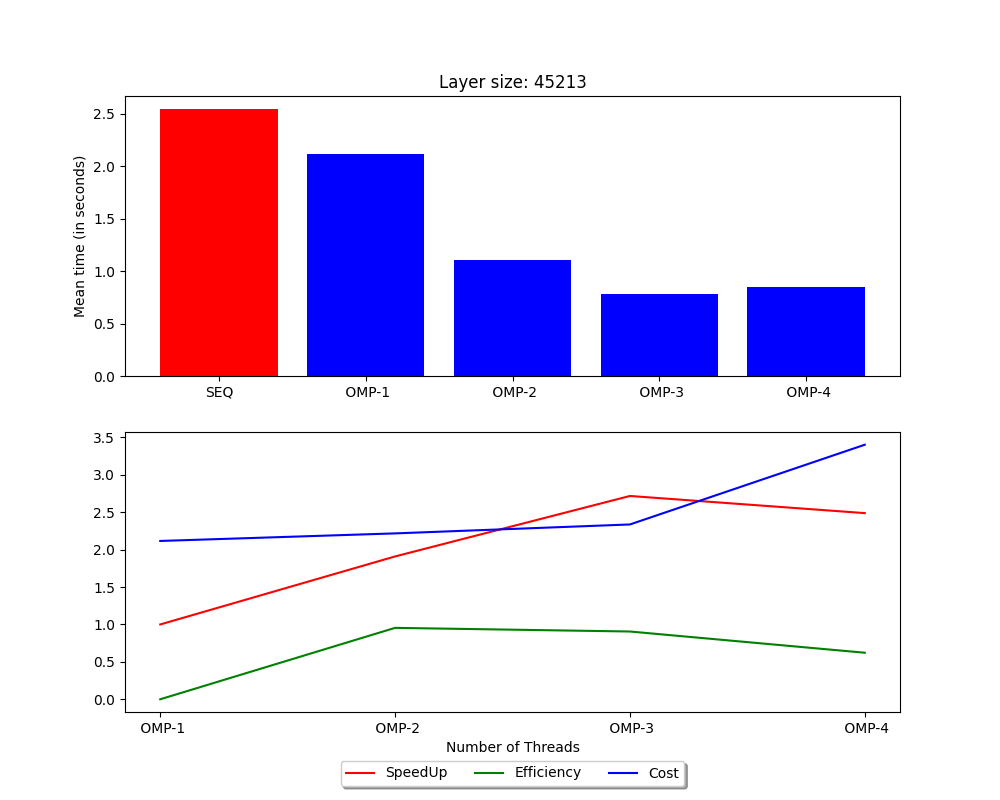 Layer size: 45213
Mean time (in seconds)
2.5
2.0
1.5
1.0
0.5
0.0
SEQ OMP-1 OMP-2 OMP-3 OMP-4
3.5
3.0
2.5
2.0
1.5
1.0
0.5
0.0
OMP-1 OMP-2 OMP-3 OMP-4
Number of Threads
SpeedUp Efficiency Cost